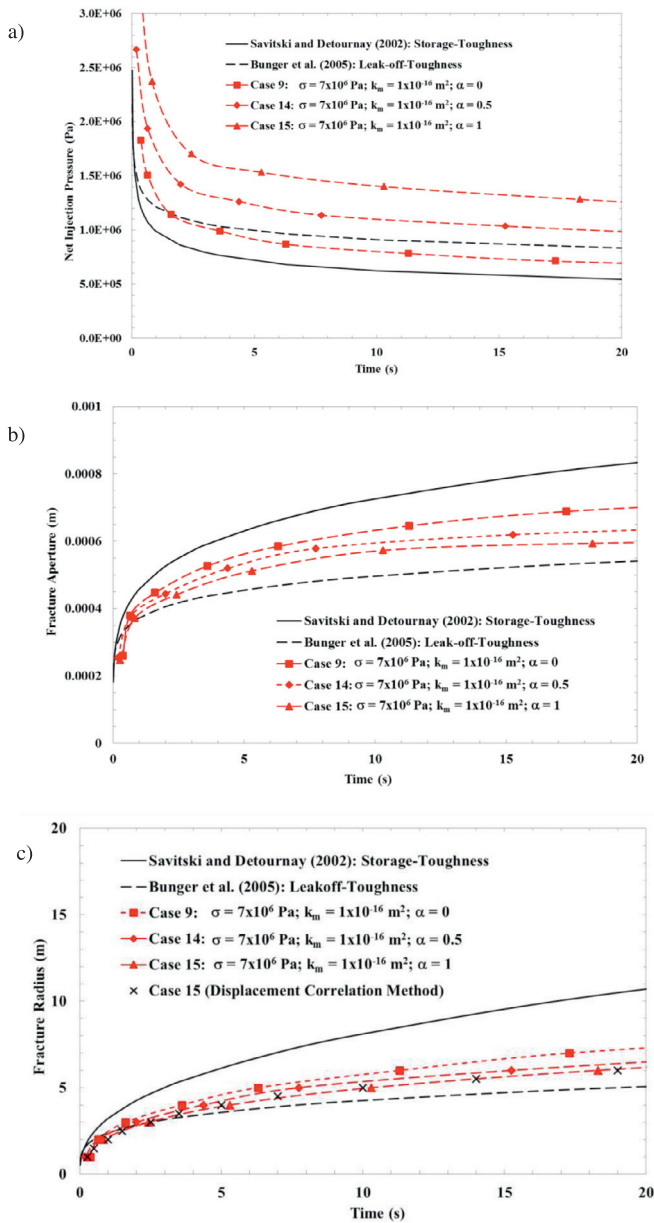 a)
3.0E+06
2.5E+06
2.0E+06
1.5E+06
1.0E+06
5.0E+05
0.0E+06
Net Injection Pressure (Pa)
Savitski and Detournay (2002): Storage-Toughness
Bunger et al. (2005): Leak-off-Toughness
Case 9: σ = 7x10⁶ Pa; kₘ = 1x10⁻¹⁶ m²; α = 0
Case 14: σ = 7x10⁶ Pa; kₘ = 1x10⁻¹⁶ m²; α = 0.5
Case 15: σ = 7x10⁶ Pa; kₘ = 1x10⁻¹⁶ m²; α = 1
0 5 10 15 20
Time (s)
b)
0.001
0.0008
0.0006
0.0004
0.0002
0
Fracture Aperture (m)
Savitski and Detournay (2002): Storage-Toughness
Bunger et al. (2005): Leak-off-Toughness
Case 9: σ = 7x10⁶ Pa; kₘ = 1x10⁻¹⁶ m²; α = 0
Case 14: σ = 7x10⁶ Pa; kₘ = 1x10⁻¹⁶ m²; α = 0.5
Case 15: σ = 7x10⁶ Pa; kₘ = 1x10⁻¹⁶ m²; α = 1
0 5 10 15 20
Time (s)
c)
20
15
10
5
0
Fracture Radius (m)
Savitski and Detournay (2002): Storage-Toughness
Bunger et al. (2005): Leakoff-Toughness
Case 9: σ = 7x10⁶ Pa; kₘ = 1x10⁻¹⁶ m²; α = 0
Case 14: σ = 7x10⁶ Pa; kₘ = 1x10⁻¹⁶ m²; α = 0.5
Case 15: σ = 7x10⁶ Pa; kₘ = 1x10⁻¹⁶ m²; α = 1
Case 15 (Displacement Correlation Method)
0 5 10 15 20
Time (s)